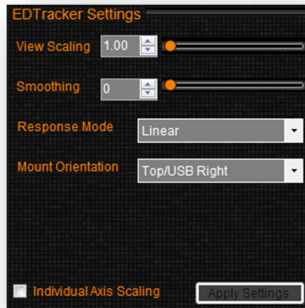 EDTracker Settings
View Scaling 1.00
Smoothing 0
Response Mode Linear
Mount Orientation Top/USB Right
Individual Axis Scaling Apply Settings